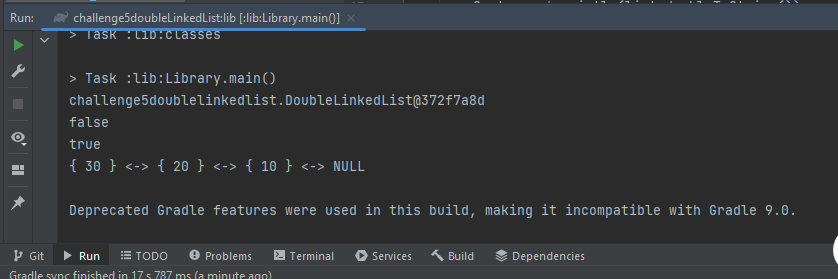 Run: challenge5doubleLinkedList:lib [:lib:Library.main()] ×
> Task :lib:classes
> Task :lib:Library.main()
challenge5doublelinkedlist.DoubleLinkedList@372f7a8d
false
true
{ 30 } <-> { 20 } <-> { 10 } <-> NULL
Deprecated Gradle features were used in this build, making it incompatible with Gradle 9.0.
Git Run TODO Problems Terminal Services Build Dependencies
Gradle sync finished in 17 s 787 ms (a minute ago)